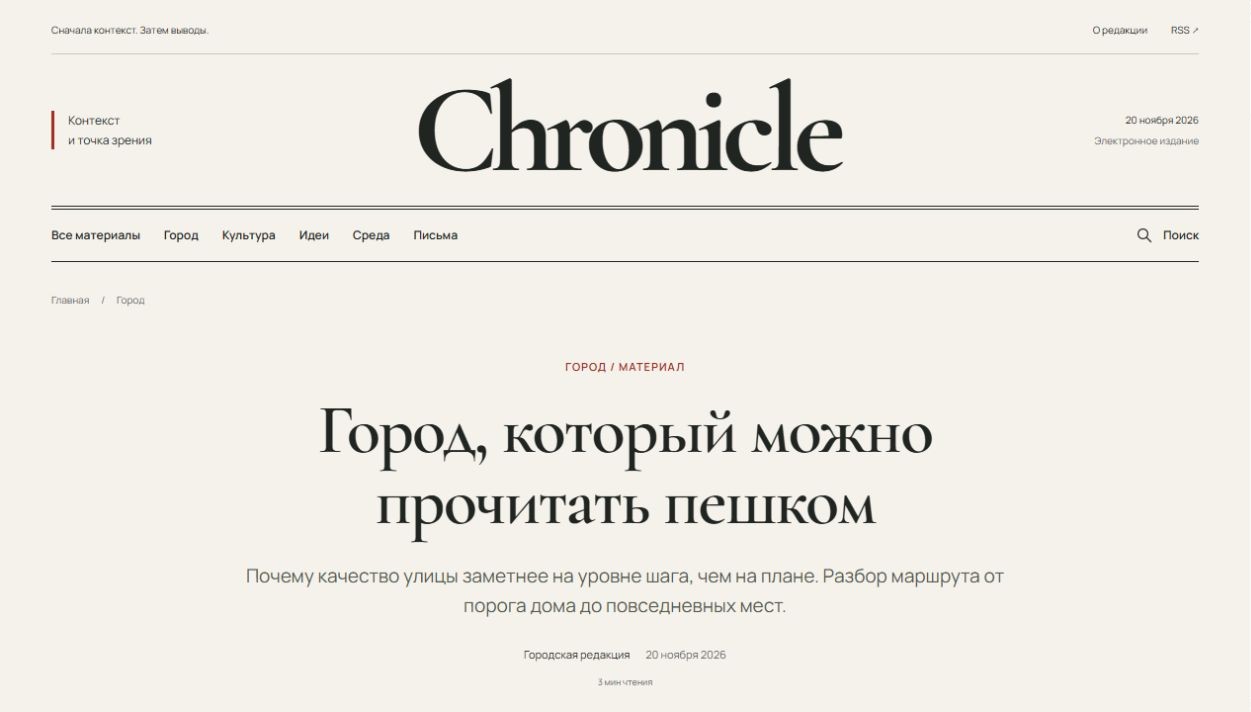 Сначала контекст. Затем выводы.
О редакции
RSS ↗
Контекст
и точка зрения
Chronicle
20 ноября 2026
Электронное издание
Все материалы
Город
Культура
Идеи
Среда
Письма
Поиск
Главная / Город
ГОРОД / МАТЕРИАЛ
Город, который можно
прочитать пешком
Почему качество улицы заметнее на уровне шага, чем на плане. Разбор маршрута от
порога дома до повседневных мест.
Городская редакция 20 ноября 2026
3 мин чтения